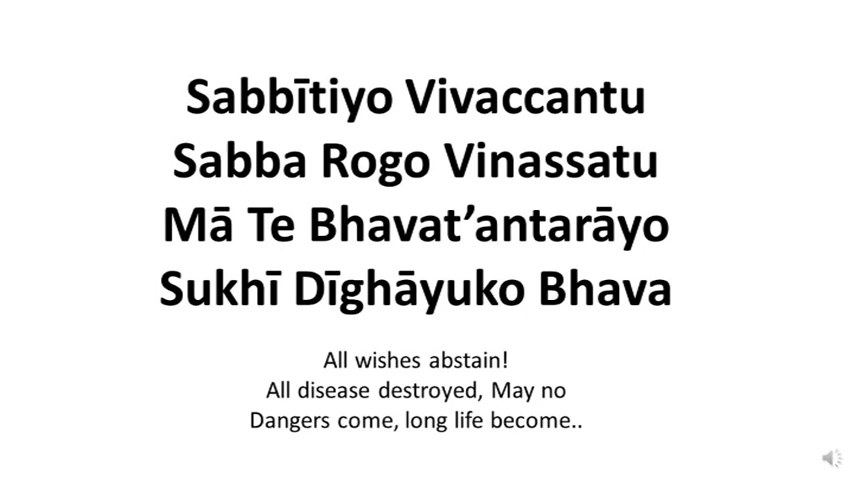 Sabbītiyo Vivaccantu
Sabba Rogo Vinassatu
Mā Te Bhavat’antarāyo
Sukhī Dīghāyuko Bhava
All wishes abstain!
All disease destroyed, May no
Dangers come, long life become..